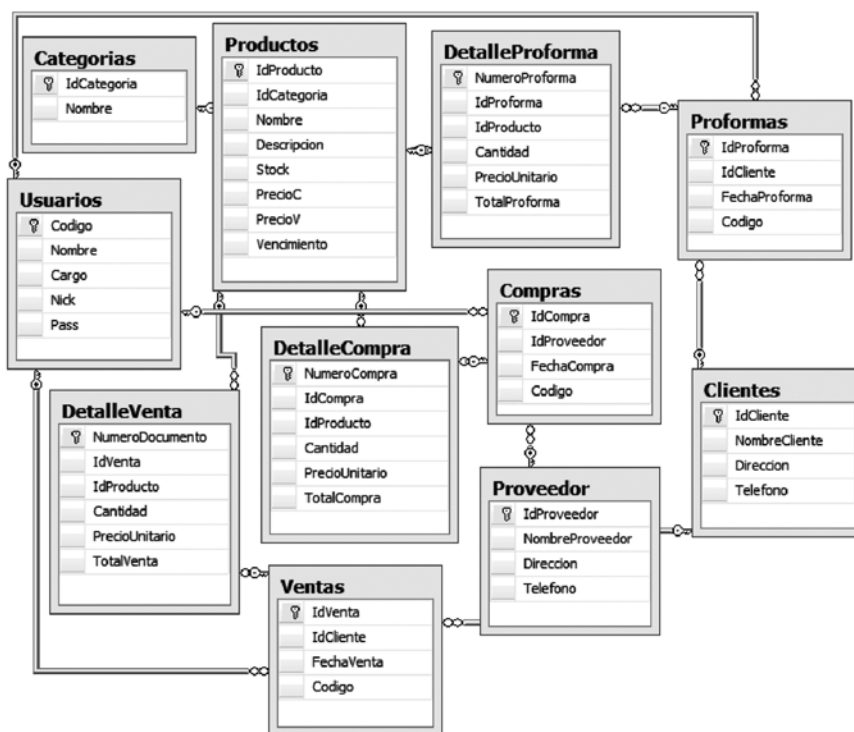 Categorias
IdCategoria
Nombre
Productos
IdProducto
IdCategoria
Nombre
Descripcion
Stock
PrecioC
PrecioV
Vencimiento
DetalleProforma
NumeroProforma
IdProforma
IdProducto
Cantidad
PrecioUnitario
TotalProforma
Proformas
IdProforma
IdCliente
FechaProforma
Codigo
Usuarios
Codigo
Nombre
Cargo
Nick
Pass
Compras
IdCompra
IdProveedor
FechaCompra
Codigo
DetalleCompra
NumeroCompra
IdCompra
IdProducto
Cantidad
PrecioUnitario
TotalCompra
Clientes
IdCliente
NombreCliente
Direccion
Telefono
DetalleVenta
NumeroDocumento
IdVenta
IdProducto
Cantidad
PrecioUnitario
TotalVenta
Proveedor
IdProveedor
NombreProveedor
Direccion
Telefono
Ventas
IdVenta
IdCliente
FechaVenta
Codigo